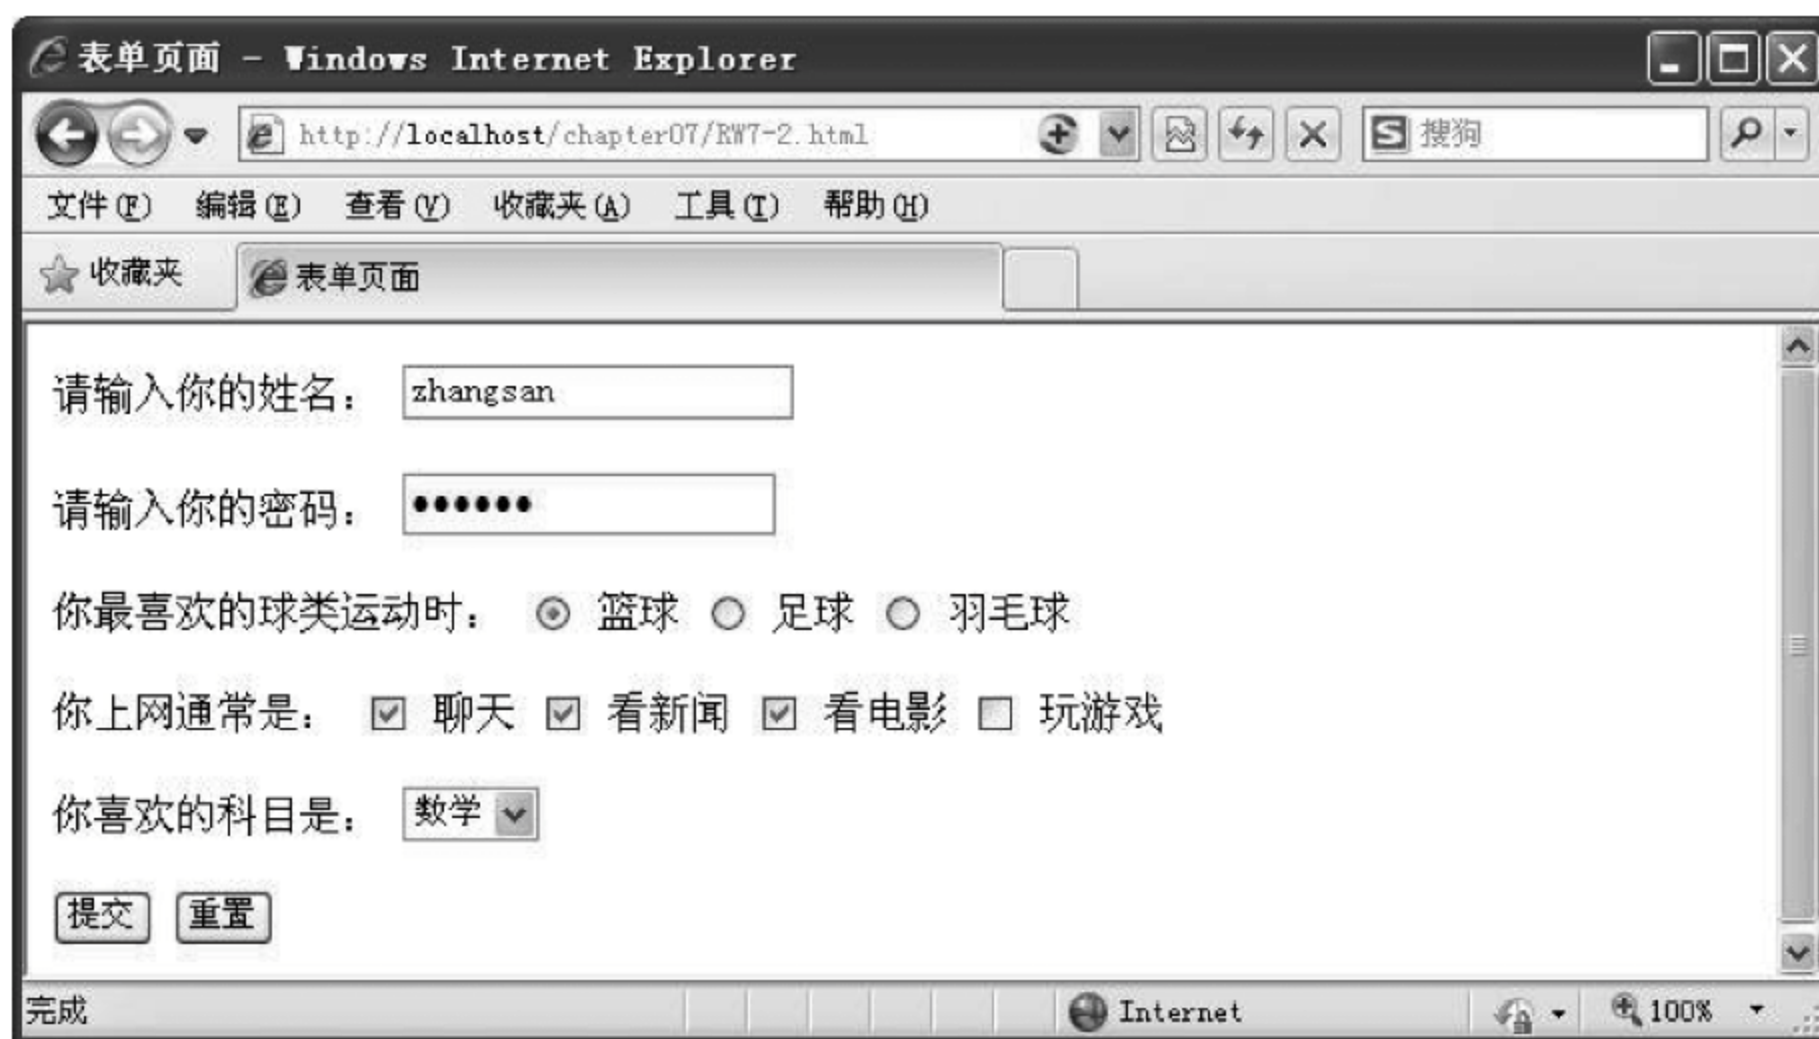 表单页面 - Windows Internet Explorer
http://localhost/chapter07/RW7-2.html 搜狗
文件(F) 编辑(E) 查看(V) 收藏夹(A) 工具(T) 帮助(H)
收藏夹 表单页面
请输入你的姓名： zhangsan
请输入你的密码： ●●●●●●
你最喜欢的球类运动时： 篮球 足球 羽毛球
你上网通常是： 聊天 看新闻 看电影 玩游戏
你喜欢的科目是： 数学
提交 重置
完成 Internet 100%